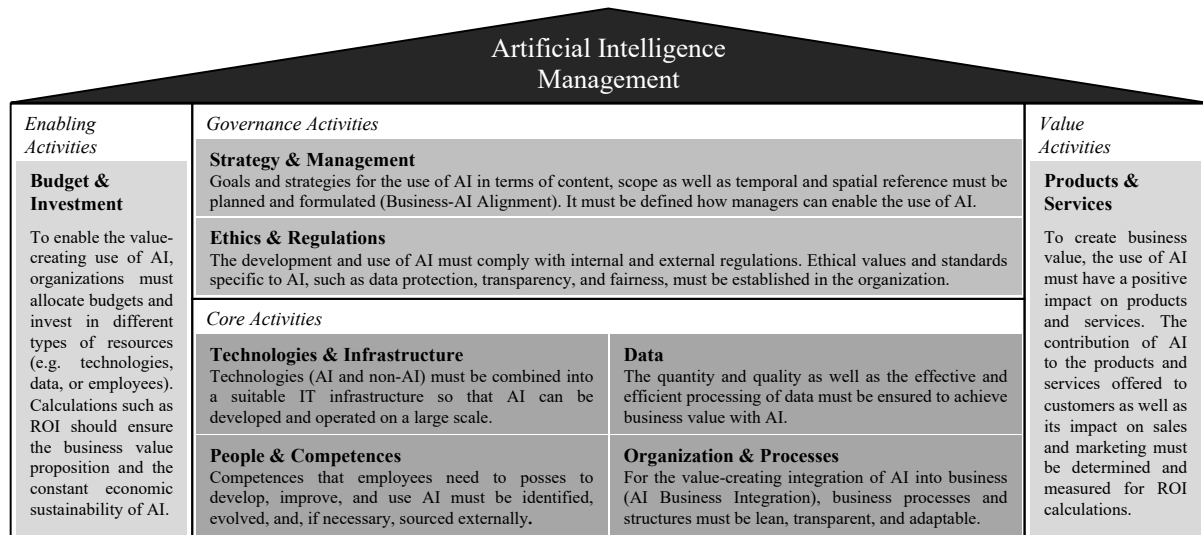 Artificial Intelligence
Management
Enabling
Activities
Budget &
Investment
To enable the value-
creating use of AI,
organizations must
allocate budgets and
invest in different
types of resources
(e.g. technologies,
data, or employees).
Calculations such as
ROI should ensure
the business value
proposition and the
constant economic
sustainability of AI.
Governance Activities
Strategy & Management
Goals and strategies for the use of AI in terms of content, scope as well as temporal and spatial reference must be
planned and formulated (Business-AI Alignment). It must be defined how managers can enable the use of AI.
Ethics & Regulations
The development and use of AI must comply with internal and external regulations. Ethical values and standards
specific to AI, such as data protection, transparency, and fairness, must be established in the organization.
Core Activities
Technologies & Infrastructure
Technologies (AI and non-AI) must be combined into
a suitable IT infrastructure so that AI can be
developed and operated on a large scale.
Data
The quantity and quality as well as the effective and
efficient processing of data must be ensured to achieve
business value with AI.
People & Competences
Competences that employees need to posses to
develop, improve, and use AI must be identified,
evolved, and, if necessary, sourced externally.
Organization & Processes
For the value-creating integration of AI into business
(AI Business Integration), business processes and
structures must be lean, transparent, and adaptable.
Value
Activities
Products &
Services
To create business
value, the use of AI
must have a positive
impact on products
and services. The
contribution of AI
to the products and
services offered to
customers as well as
its impact on sales
and marketing must
be determined and
measured for ROI
calculations.